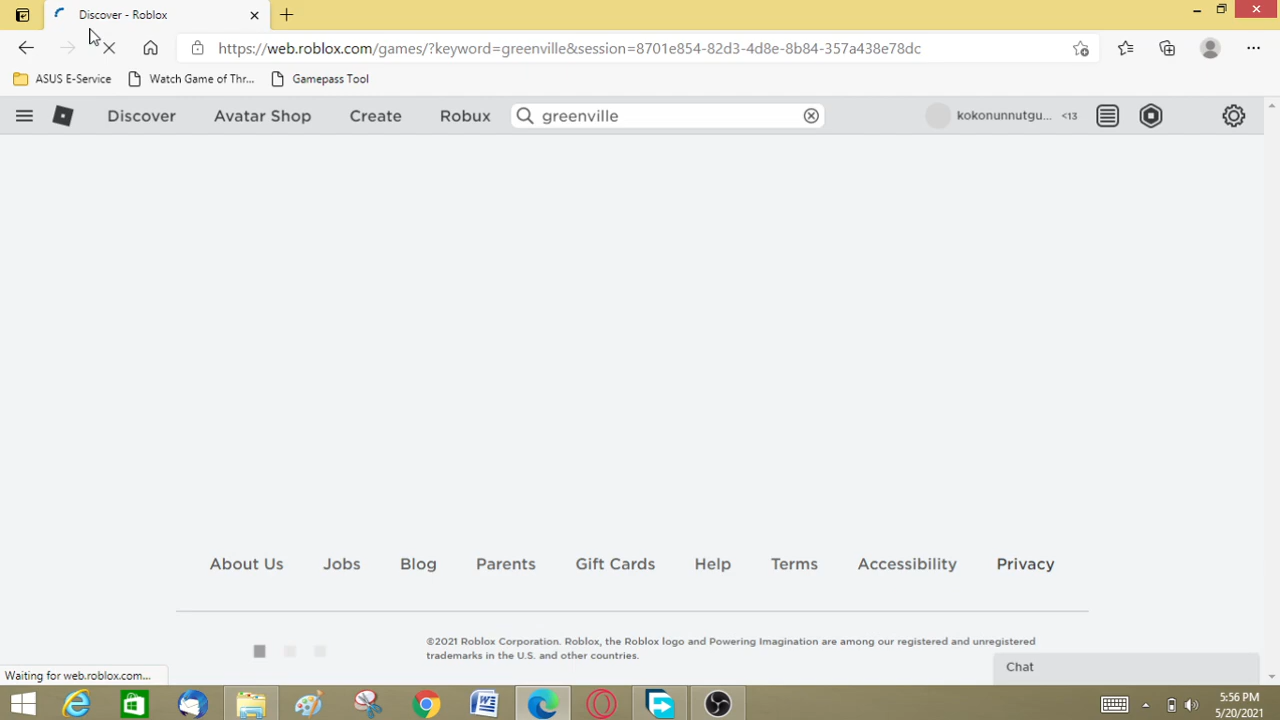 Discover - Roblox
https://web.roblox.com/games/?keyword=greenville&session=8701e854-82d3-4d8e-8b84-357a438e78dc
ASUS E-Service
Watch Game of Thr...
Gamepass Tool
Discover
Avatar Shop
Create
Robux
greenville
kokonunnutgu...
<13
About Us
Jobs
Blog
Parents
Gift Cards
Help
Terms
Accessibility
Privacy
©2021 Roblox Corporation. Roblox, the Roblox logo and Powering Imagination are among our registered and unregistered
trademarks in the U.S. and other countries.
Chat
Waiting for web.roblox.com...
5:56 PM
5/20/2021